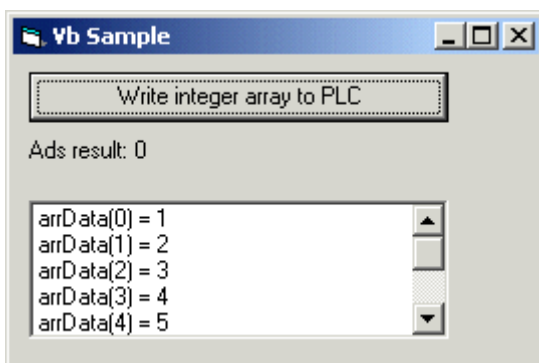 Vb Sample
Write integer array to PLC
Ads result: 0
arrData(0) = 1
arrData(1) = 2
arrData(2) = 3
arrData(3) = 4
arrData(4) = 5